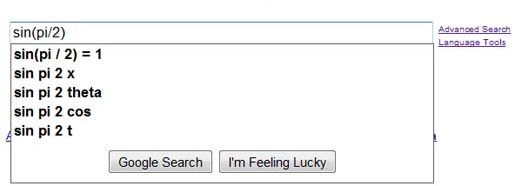 sin(pi/2)
Advanced Search
Language Tools
sin(pi / 2) = 1
sin pi 2 x
sin pi 2 theta
sin pi 2 cos
sin pi 2 t
Google Search I'm Feeling Lucky